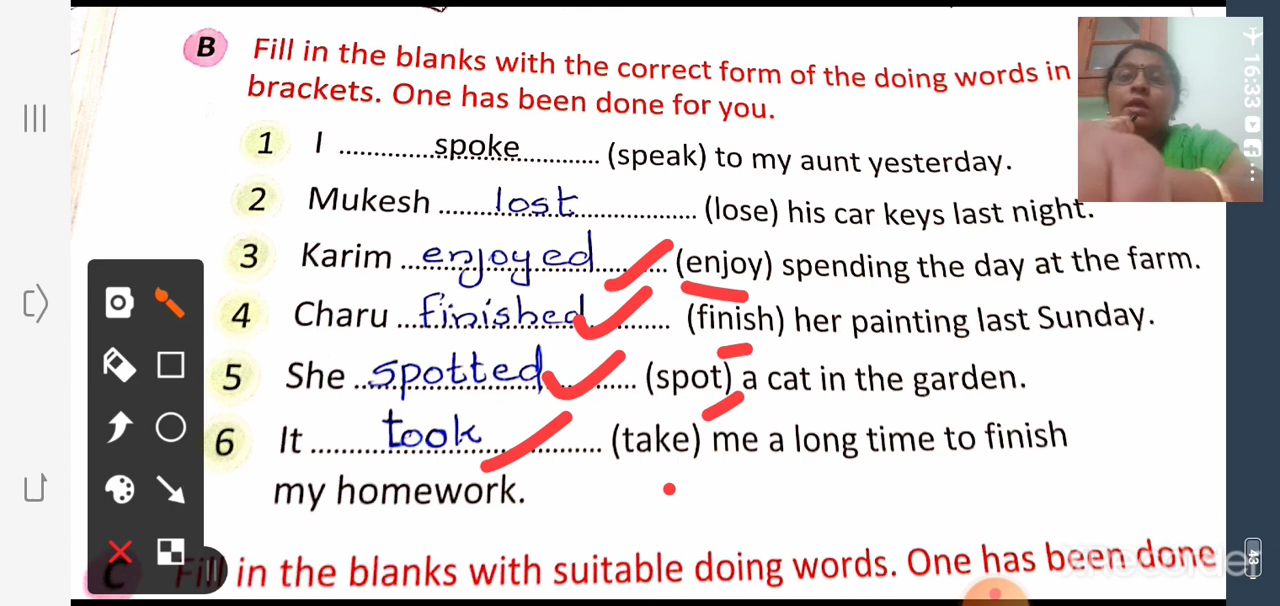 B Fill in the blanks with the correct form of the doing words in
brackets. One has been done for you.
1 I ..............spoke.............. (speak) to my aunt yesterday.
2 Mukesh ........lost.................. (lose) his car keys last night.
3 Karim ...enjoyed.......... (enjoy) spending the day at the farm.
4 Charu ...finished.......... (finish) her painting last Sunday.
5 She ...spotted.......... (spot) a cat in the garden.
6 It ..........took.............. (take) me a long time to finish
my homework.
C Fill in the blanks with suitable doing words. One has been done
16:33
43
XRecorder